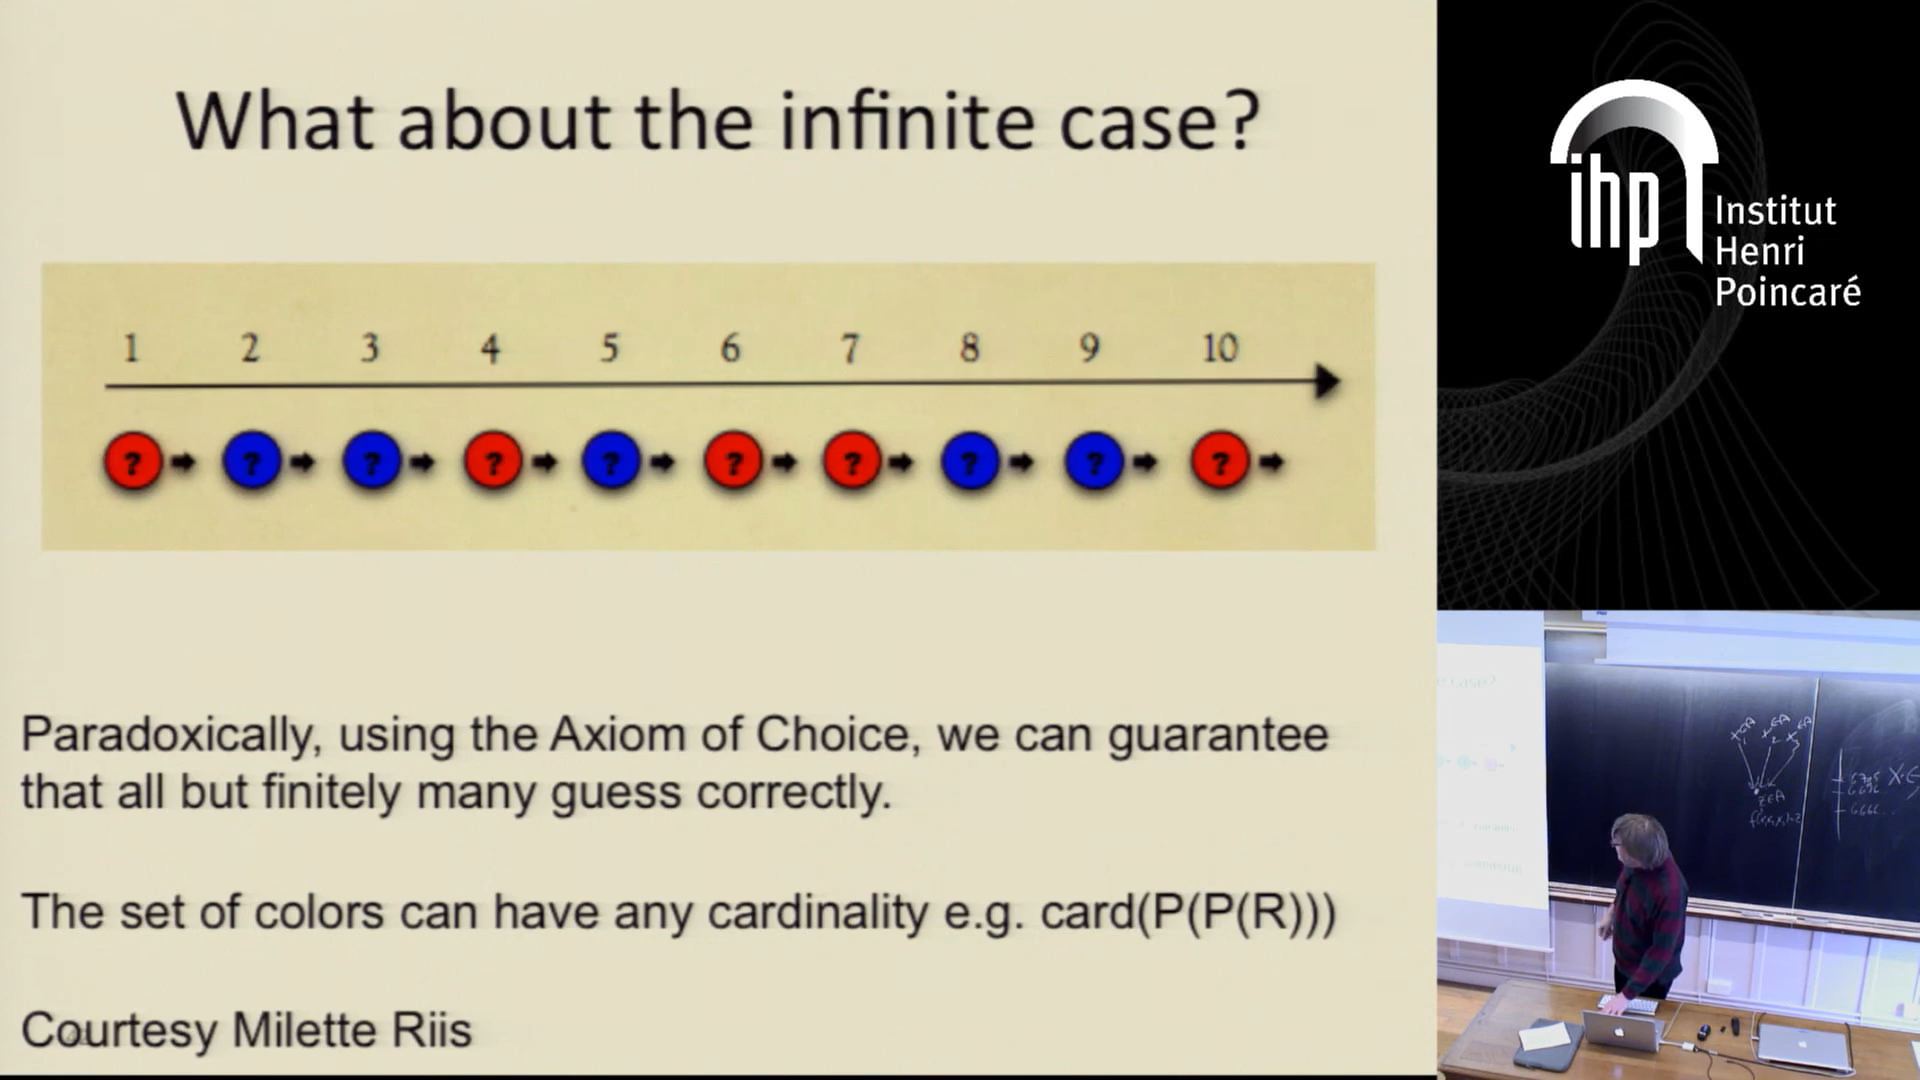 What about the infinite case?
1 2 3 4 5 6 7 8 9 10
? ? ? ? ? ? ? ? ? ?
Paradoxically, using the Axiom of Choice, we can guarantee
that all but finitely many guess correctly.
The set of colors can have any cardinality e.g. card(P(P(R)))
Courtesy Milette Riis
ihp
Institut
Henri
Poincaré